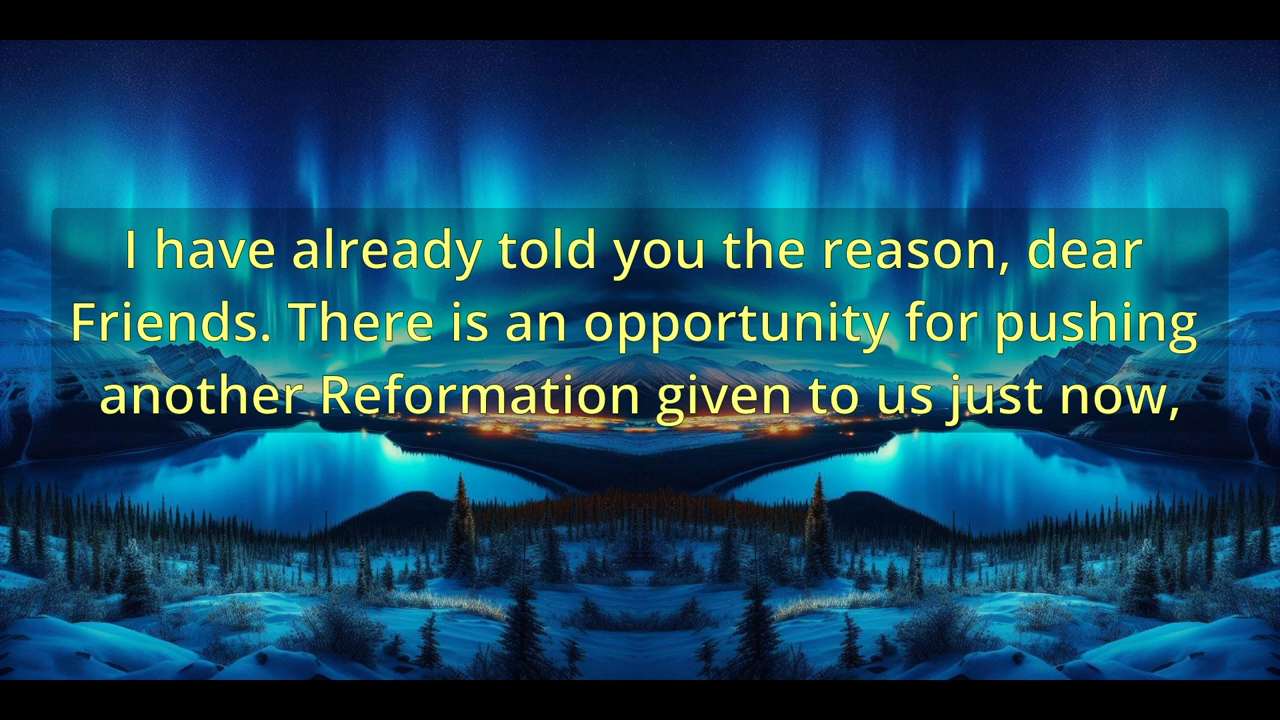 I have already told you the reason, dear
Friends. There is an opportunity for pushing
another Reformation given to us just now,